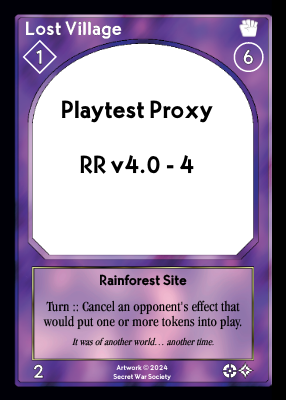 Lost Village
1
6
Playtest Proxy
RR v4.0 - 4
Rainforest Site
Turn :: Cancel an opponent's effect that
would put one or more tokens into play.
It was of another world… another time.
2
Artwork © 2024
Secret War Society